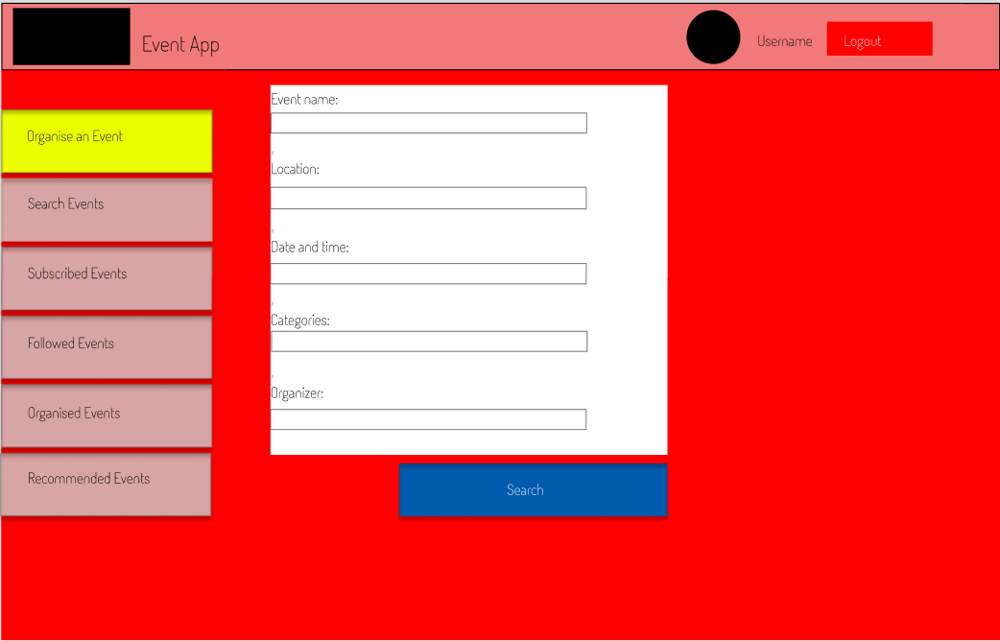 Event App
Username
Logout
Organise an Event
Search Events
Subscribed Events
Followed Events
Organised Events
Recommended Events
Event name:
,
Location:
,
Date and time:
,
Categories:
,
Organizer:
Search